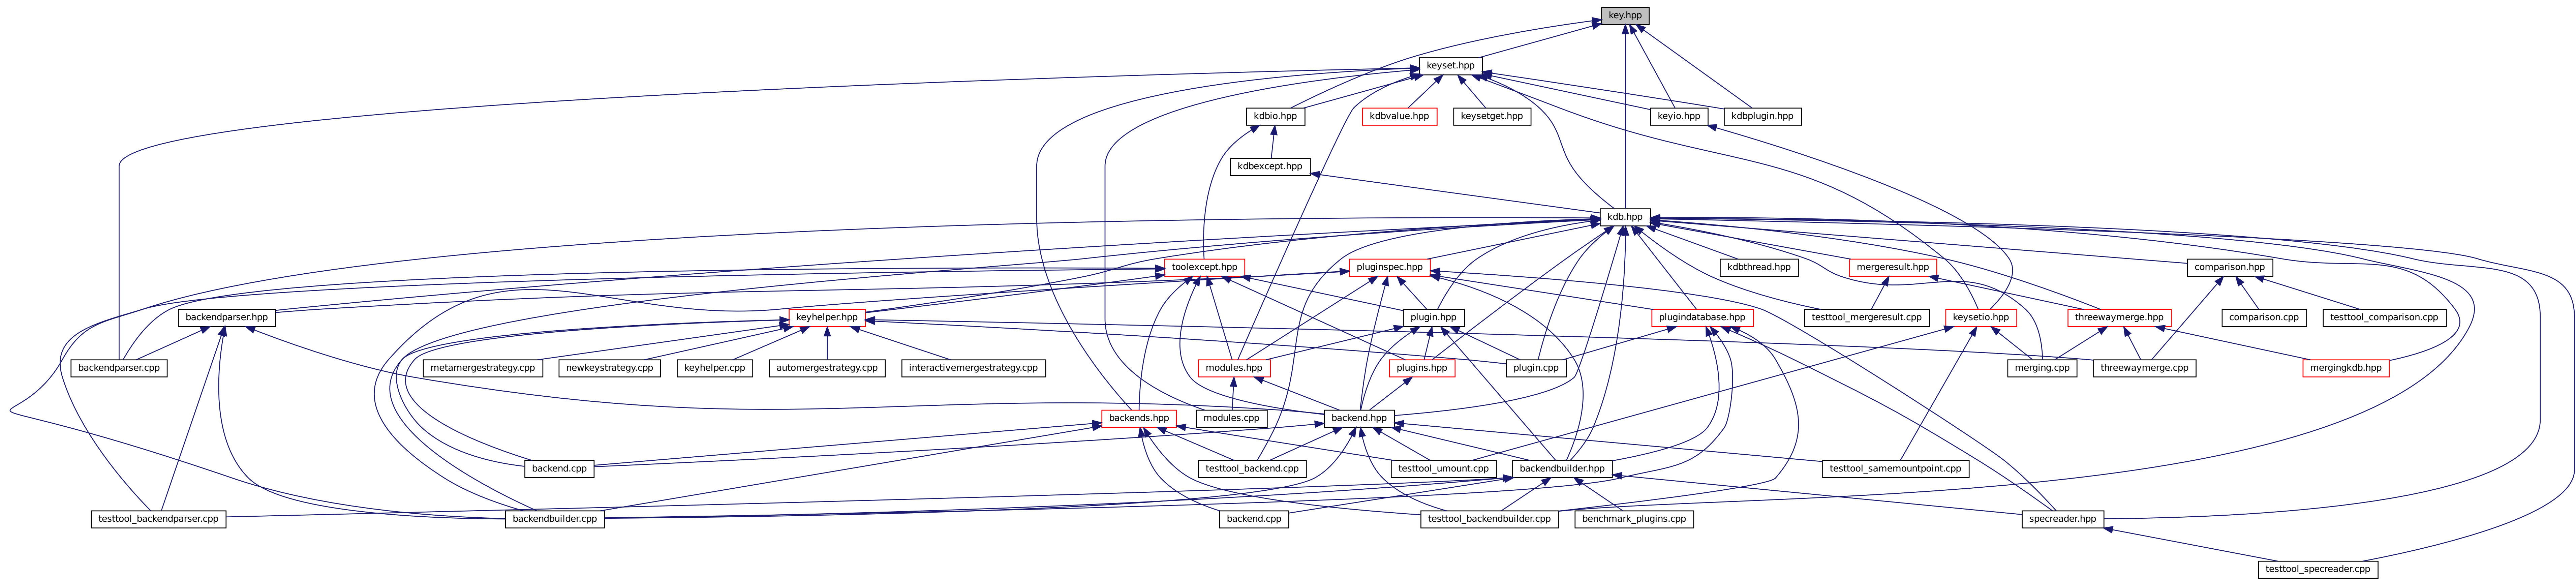 key.hpp
keyset.hpp
kdbio.hpp
kdbvalue.hpp
keysetget.hpp
keyio.hpp
kdbplugin.hpp
kdbexcept.hpp
kdb.hpp
toolexcept.hpp
pluginspec.hpp
kdbthread.hpp
mergeresult.hpp
comparison.hpp
backendparser.hpp
keyhelper.hpp
plugin.hpp
plugindatabase.hpp
testtool_mergeresult.cpp
keysetio.hpp
threewaymerge.hpp
comparison.cpp
testtool_comparison.cpp
backendparser.cpp
metamergestrategy.cpp
newkeystrategy.cpp
keyhelper.cpp
automergestrategy.cpp
interactivemergestrategy.cpp
modules.hpp
plugins.hpp
plugin.cpp
merging.cpp
threewaymerge.cpp
mergingkdb.hpp
backends.hpp
modules.cpp
backend.hpp
backend.cpp
testtool_backend.cpp
testtool_umount.cpp
backendbuilder.hpp
testtool_samemountpoint.cpp
testtool_backendparser.cpp
backendbuilder.cpp
backend.cpp
testtool_backendbuilder.cpp
benchmark_plugins.cpp
specreader.hpp
testtool_specreader.cpp